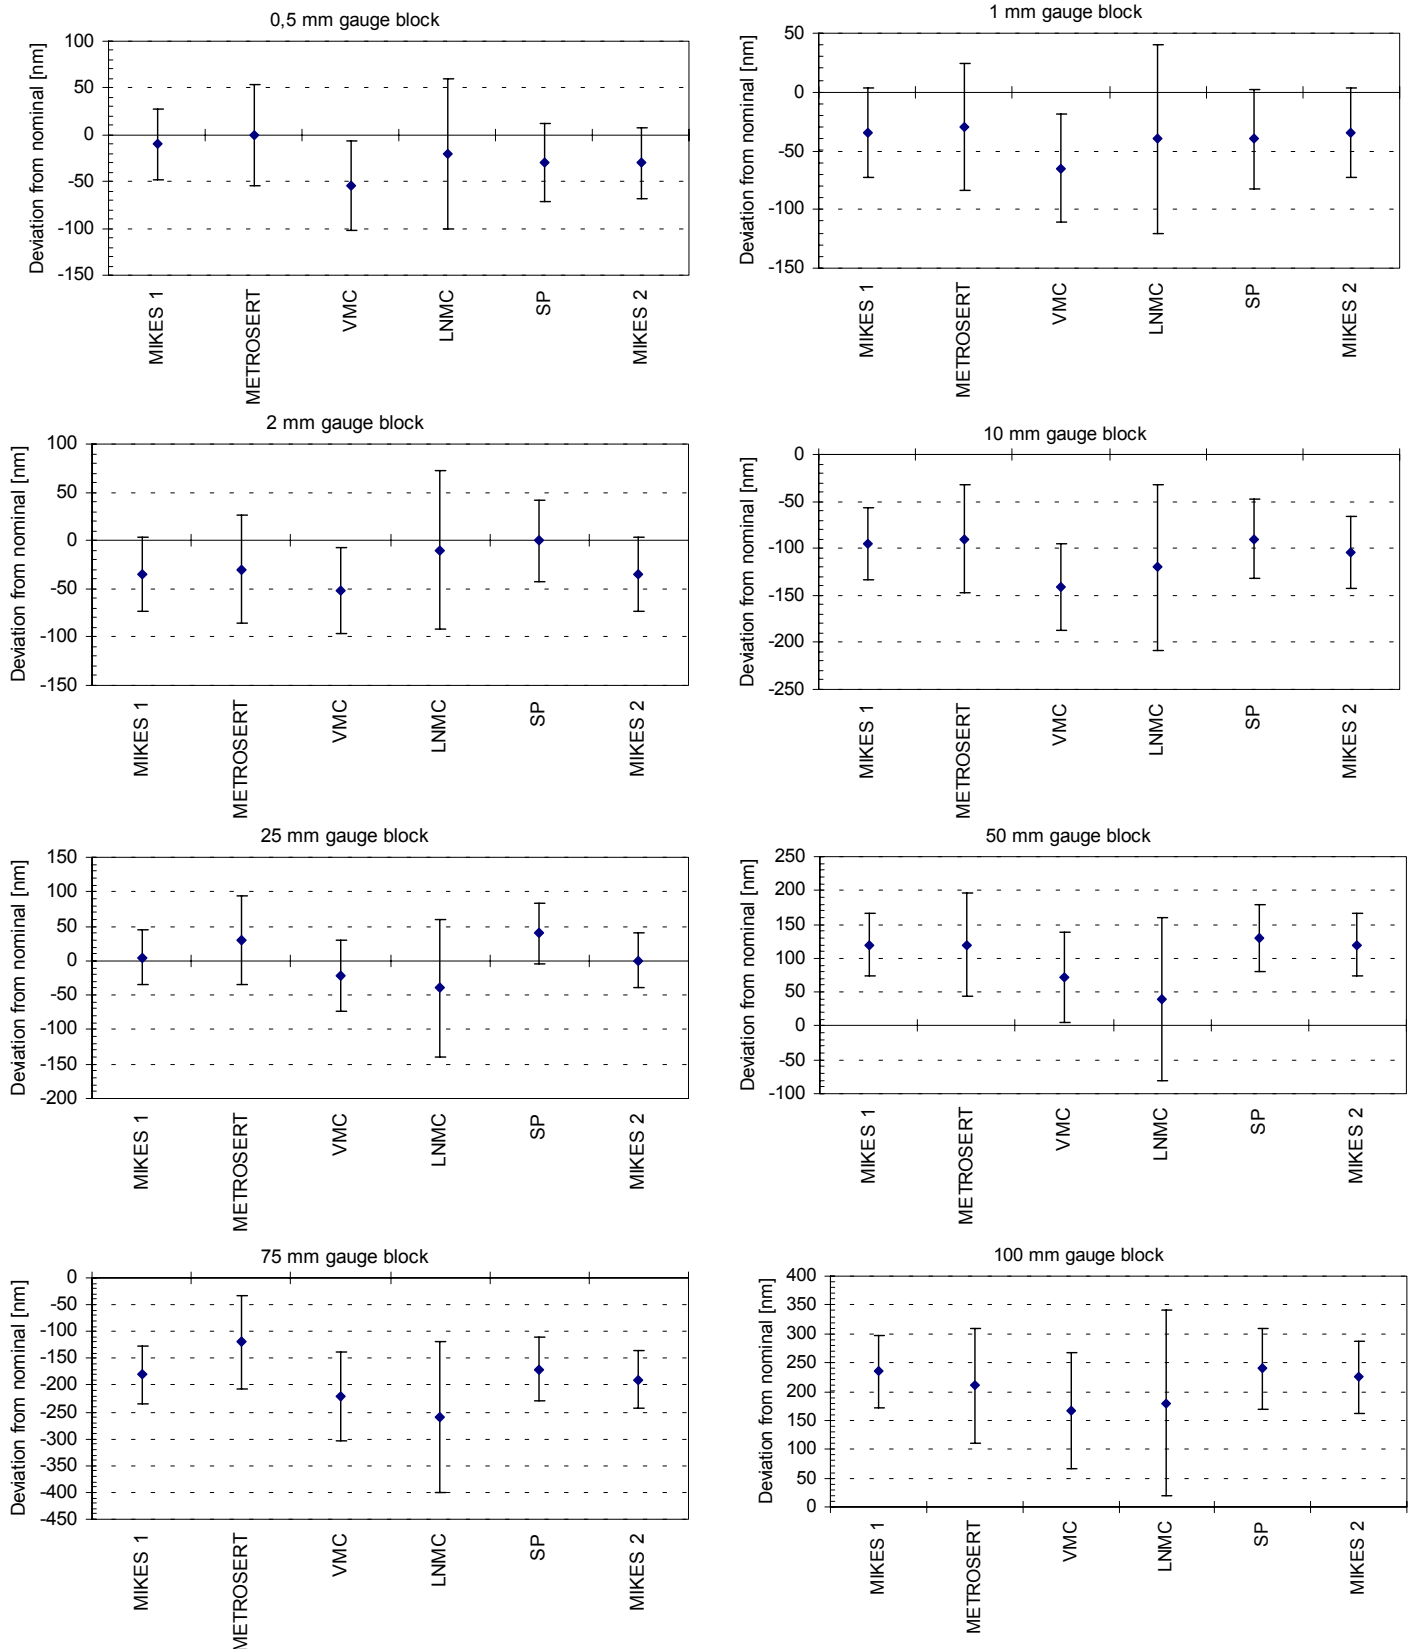 0,5 mm gauge block
Deviation from nominal [nm]
100
50
0
-50
-100
-150
MIKES 1
METROSERT
VMC
LNMC
SP
MIKES 2
1 mm gauge block
Deviation from nominal [nm]
50
0
-50
-100
-150
MIKES 1
METROSERT
VMC
LNMC
SP
MIKES 2
2 mm gauge block
Deviation from nominal [nm]
100
50
0
-50
-100
-150
MIKES 1
METROSERT
VMC
LNMC
SP
MIKES 2
10 mm gauge block
Deviation from nominal [nm]
0
-50
-100
-150
-200
-250
MIKES 1
METROSERT
VMC
LNMC
SP
MIKES 2
25 mm gauge block
Deviation from nominal [nm]
150
100
50
0
-50
-100
-150
-200
MIKES 1
METROSERT
VMC
LNMC
SP
MIKES 2
50 mm gauge block
Deviation from nominal [nm]
250
200
150
100
50
0
-50
-100
MIKES 1
METROSERT
VMC
LNMC
SP
MIKES 2
75 mm gauge block
Deviation from nominal [nm]
0
-50
-100
-150
-200
-250
-300
-350
-400
-450
MIKES 1
METROSERT
VMC
LNMC
SP
MIKES 2
100 mm gauge block
Deviation from nominal [nm]
400
350
300
250
200
150
100
50
0
MIKES 1
METROSERT
VMC
LNMC
SP
MIKES 2